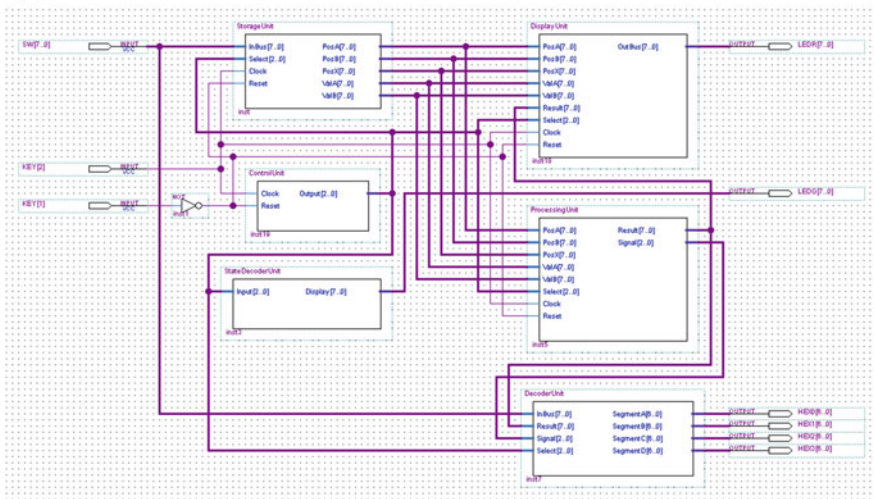 StorageUnit
DisplayUnit
SW[7..0]
INPUT
VCC
InBus[7..0]
Select[2..0]
Clock
Reset
PosA[7..0]
PosB[7..0]
PosX[7..0]
ValA[7..0]
ValB[7..0]
inst
PosA[7..0]
PosB[7..0]
PosX[7..0]
ValA[7..0]
ValB[7..0]
Result[7..0]
Select[2..0]
Clock
Reset
OutBus[7..0]
inst18
OUTPUT
LEDR[7..0]
KEY[2]
INPUT
VCC
KEY[1]
INPUT
VCC
NOT
inst1
ControlUnit
Clock
Reset
Output[2..0]
inst19
OUTPUT
LEDG[7..0]
ProcessingUnit
PosA[7..0]
PosB[7..0]
PosX[7..0]
ValA[7..0]
ValB[7..0]
Select[2..0]
Clock
Reset
Result[7..0]
Signal[2..0]
inst5
StateDecoderUnit
Input[2..0]
Display[7..0]
inst3
DecoderUnit
InBus[7..0]
Result[7..0]
Signal[2..0]
Select[2..0]
SegmentA[6..0]
SegmentB[6..0]
SegmentC[6..0]
SegmentD[6..0]
inst7
OUTPUT
HEX0[6..0]
OUTPUT
HEX1[6..0]
OUTPUT
HEX2[6..0]
OUTPUT